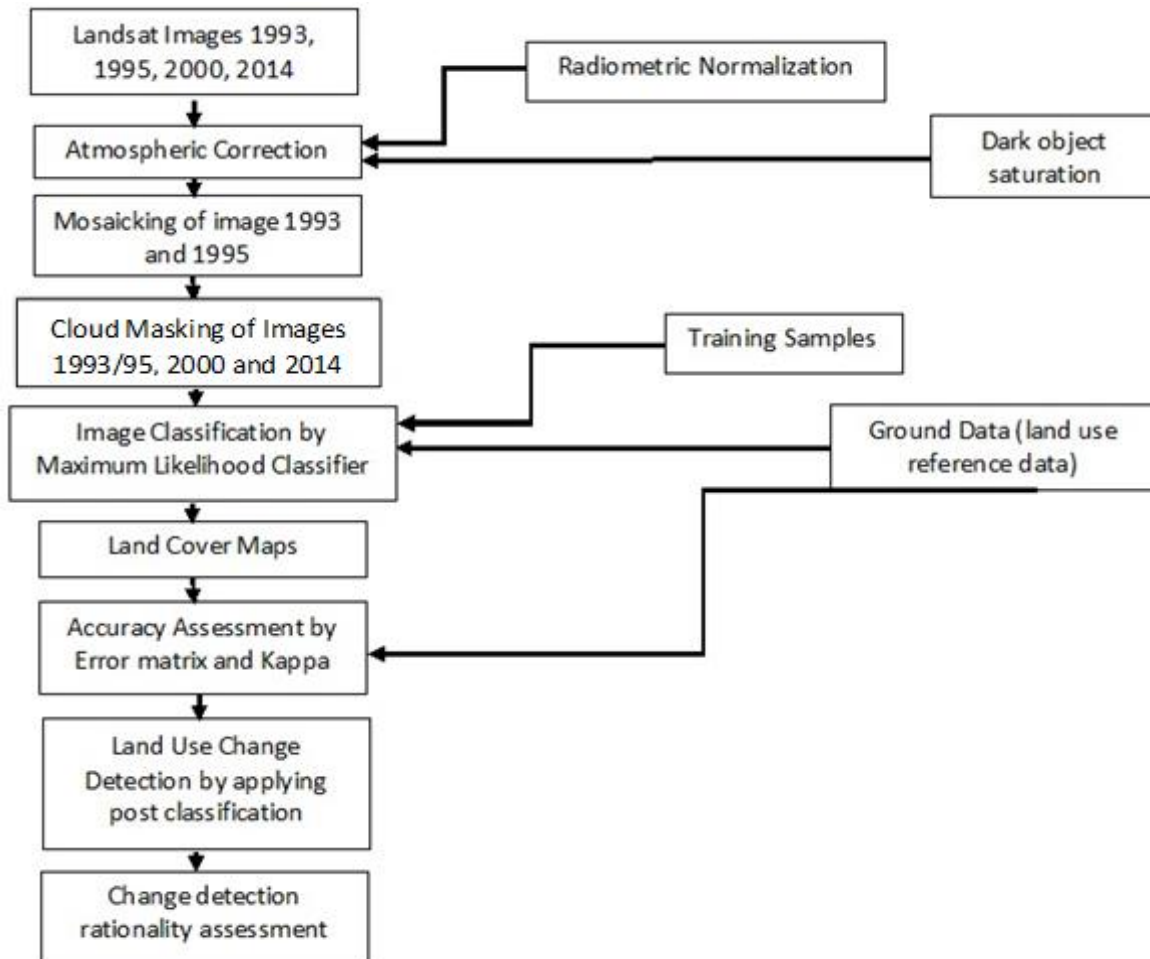 Landsat Images 1993,
1995, 2000, 2014
Radiometric Normalization
Atmospheric Correction
Dark object
saturation
Mosaicking of image 1993
and 1995
Cloud Masking of Images
1993/95, 2000 and 2014
Training Samples
Image Classification by
Maximum Likelihood Classifier
Ground Data (land use
reference data)
Land Cover Maps
Accuracy Assessment by
Error matrix and Kappa
Land Use Change
Detection by applying
post classification
Change detection
rationality assessment